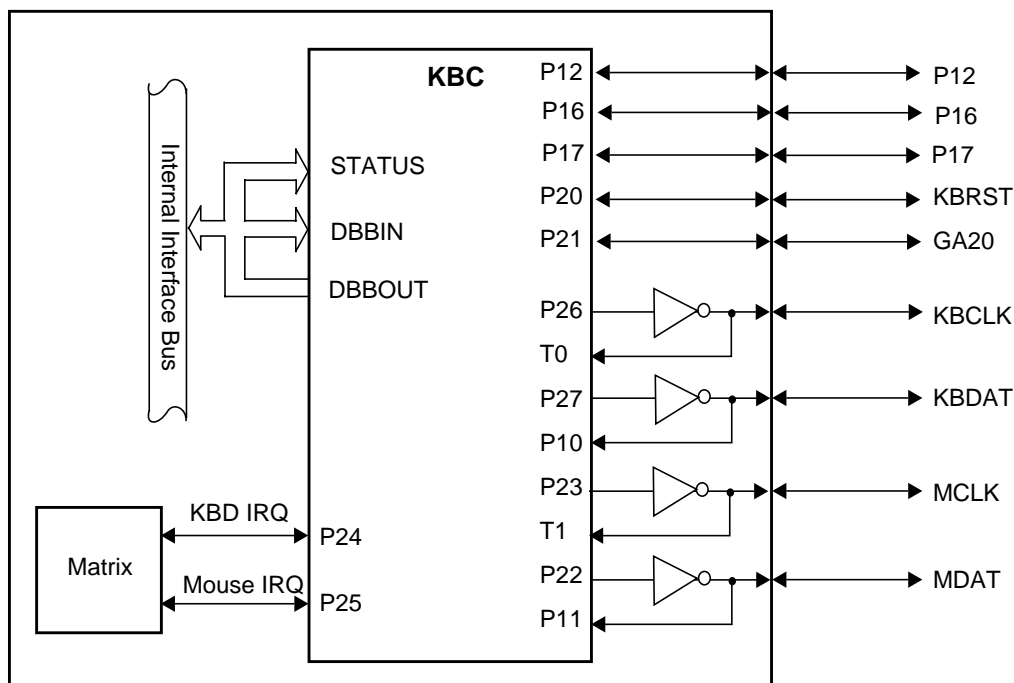 KBC
P12
P12
P16
P16
P17
P17
STATUS
P20
KBRST
DBBIN
P21
GA20
DBBOUT
Internal Interface Bus
P26
KBCLK
T0
P27
KBDAT
P10
P23
MCLK
KBD IRQ
T1
P24
Matrix
P22
MDAT
Mouse IRQ
P25
P11